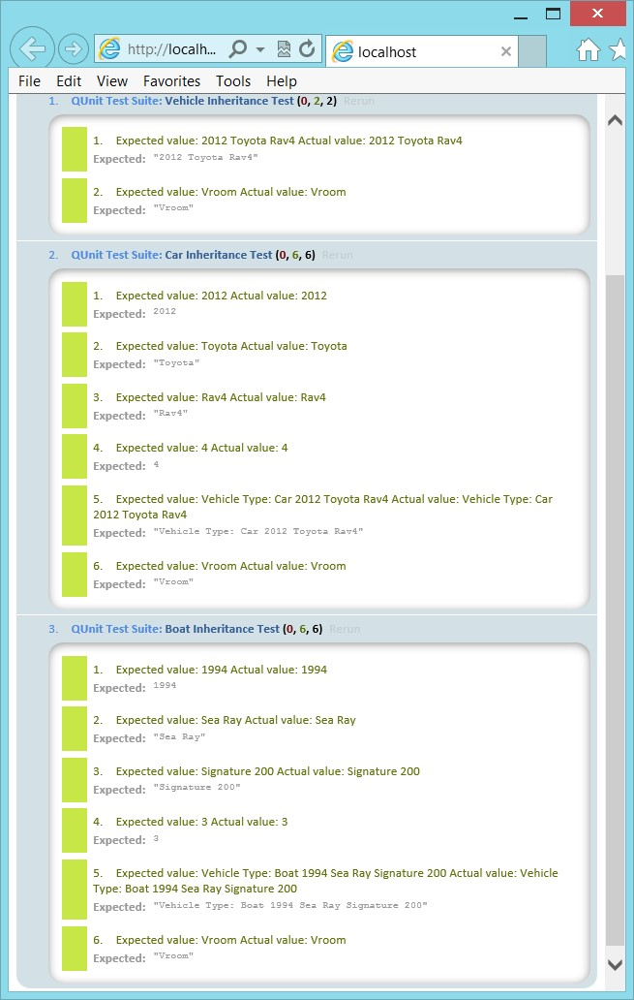 http://localh...
localhost
File Edit View Favorites Tools Help
1. QUnit Test Suite: Vehicle Inheritance Test (0, 2, 2) Rerun
1. Expected value: 2012 Toyota Rav4 Actual value: 2012 Toyota Rav4
Expected: "2012 Toyota Rav4"
2. Expected value: Vroom Actual value: Vroom
Expected: "Vroom"
2. QUnit Test Suite: Car Inheritance Test (0, 6, 6) Rerun
1. Expected value: 2012 Actual value: 2012
Expected: 2012
2. Expected value: Toyota Actual value: Toyota
Expected: "Toyota"
3. Expected value: Rav4 Actual value: Rav4
Expected: "Rav4"
4. Expected value: 4 Actual value: 4
Expected: 4
5. Expected value: Vehicle Type: Car 2012 Toyota Rav4 Actual value: Vehicle Type: Car
2012 Toyota Rav4
Expected: "Vehicle Type: Car 2012 Toyota Rav4"
6. Expected value: Vroom Actual value: Vroom
Expected: "Vroom"
3. QUnit Test Suite: Boat Inheritance Test (0, 6, 6) Rerun
1. Expected value: 1994 Actual value: 1994
Expected: 1994
2. Expected value: Sea Ray Actual value: Sea Ray
Expected: "Sea Ray"
3. Expected value: Signature 200 Actual value: Signature 200
Expected: "Signature 200"
4. Expected value: 3 Actual value: 3
Expected: 3
5. Expected value: Vehicle Type: Boat 1994 Sea Ray Signature 200 Actual value: Vehicle
Type: Boat 1994 Sea Ray Signature 200
Expected: "Vehicle Type: Boat 1994 Sea Ray Signature 200"
6. Expected value: Vroom Actual value: Vroom
Expected: "Vroom"